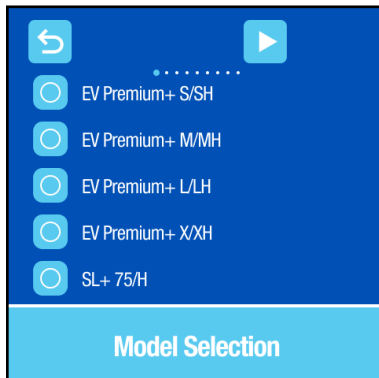 EV Premium+ S/SH
EV Premium+ M/MH
EV Premium+ L/LH
EV Premium+ X/XH
SL+ 75/H
Model Selection